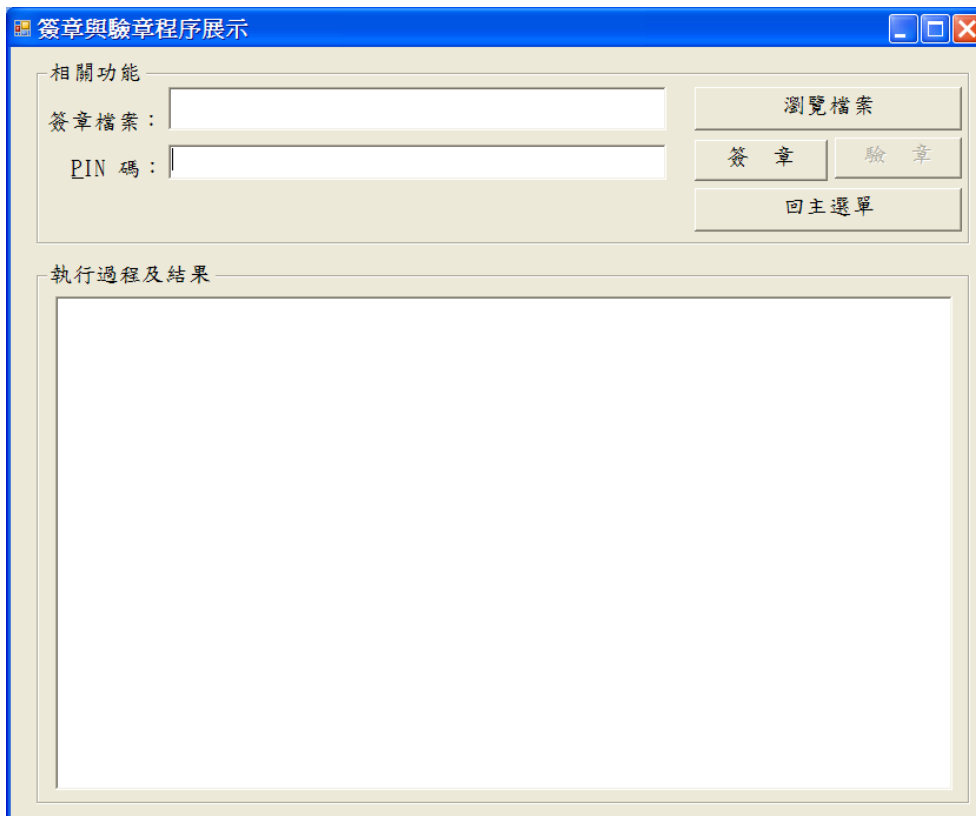 簽章與驗章程序展示
相關功能
簽章檔案：
瀏覽檔案
PIN 碼：
簽　章
驗　章
回主選單
執行過程及結果